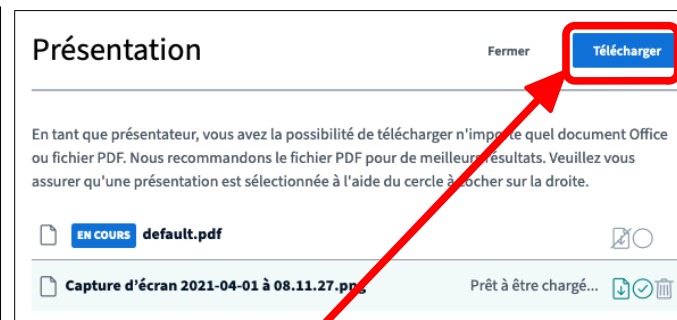 Présentation
Fermer
Télécharger
En tant que présentateur, vous avez la possibilité de télécharger n'importe quel document Office
ou fichier PDF. Nous recommandons le fichier PDF pour de meilleurs résultats. Veuillez vous
assurer qu'une présentation est sélectionnée à l'aide du cercle à cocher sur la droite.
EN COURS default.pdf
Capture d’écran 2021-04-01 à 08.11.27.png Prêt à être chargé...